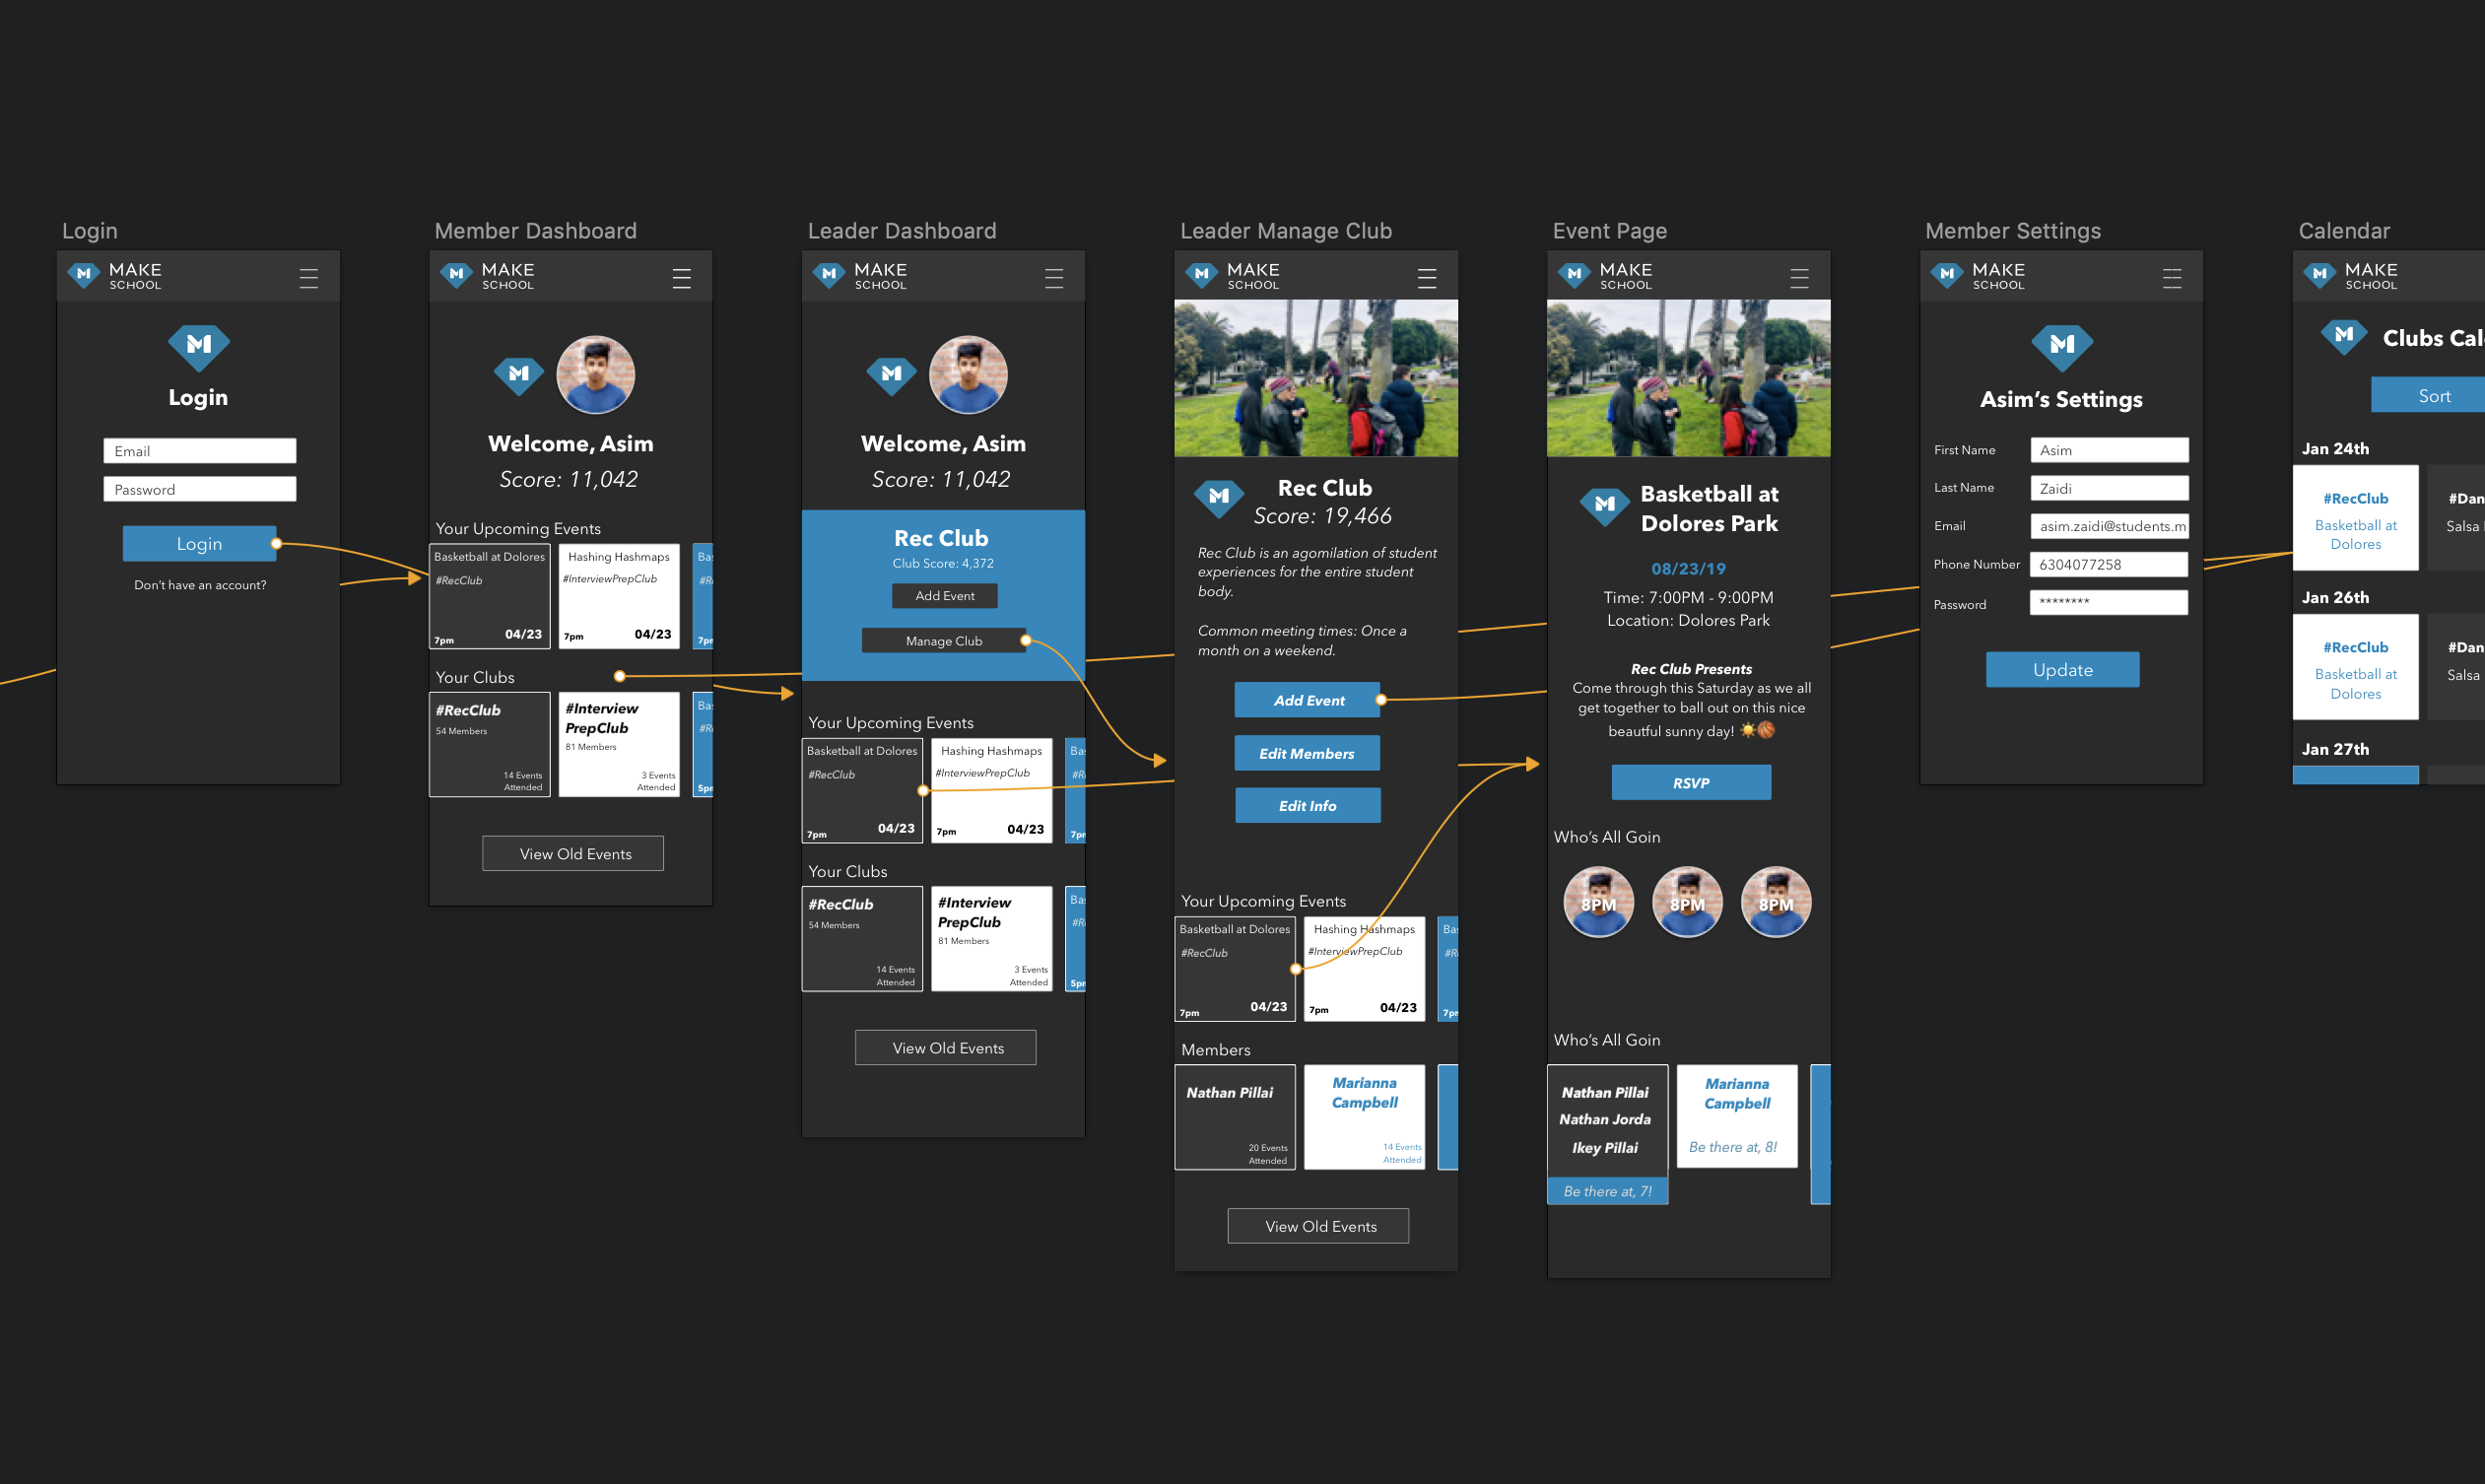 Login
MAKE
SCHOOL
Login
Email
Password
Login
Don't have an account?
Member Dashboard
MAKE
SCHOOL
Welcome, Asim
Score: 11,042
Your Upcoming Events
Basketball at Dolores
#RecClub
7pm
04/23
Hashing Hashmaps
#InterviewPrepClub
7pm
04/23
Your Clubs
#RecClub
54 Members
14 Events
Attended
#Interview
PrepClub
81 Members
3 Events
Attended
View Old Events
Leader Dashboard
MAKE
SCHOOL
Welcome, Asim
Score: 11,042
Rec Club
Club Score: 4,372
Add Event
Manage Club
Your Upcoming Events
Basketball at Dolores
#RecClub
7pm
04/23
Hashing Hashmaps
#InterviewPrepClub
7pm
04/23
Your Clubs
#RecClub
54 Members
14 Events
Attended
#Interview
PrepClub
81 Members
3 Events
Attended
View Old Events
Leader Manage Club
MAKE
SCHOOL
Rec Club
Score: 19,466
Rec Club is an agomilation of student
experiences for the entire student
body.
Common meeting times: Once a
month on a weekend.
Add Event
Edit Members
Edit Info
Your Upcoming Events
Basketball at Dolores
#RecClub
7pm
04/23
Hashing Hashmaps
#InterviewPrepClub
7pm
04/23
Members
Nathan Pillai
20 Events
Attended
Marianna
Campbell
14 Events
Attended
View Old Events
Event Page
MAKE
SCHOOL
Basketball at
Dolores Park
08/23/19
Time: 7:00PM - 9:00PM
Location: Dolores Park
Rec Club Presents
Come through this Saturday as we all
get together to ball out on this nice
beautful sunny day! ☀️🏀
RSVP
Who's All Goin
8PM
8PM
8PM
Who's All Goin
Nathan Pillai
Nathan Jorda
Ikey Pillai
Be there at, 7!
Marianna
Campbell
Be there at, 8!
Member Settings
MAKE
SCHOOL
Asim's Settings
First Name
Asim
Last Name
Zaidi
Email
asim.zaidi@students.m
Phone Number
6304077258
Password
********
Update
Calendar
MAKE
SCHOOL
Clubs Cal
Sort
Jan 24th
#RecClub
Basketball at
Dolores
#Dan
Salsa
Jan 26th
#RecClub
Basketball at
Dolores
#Dan
Salsa
Jan 27th